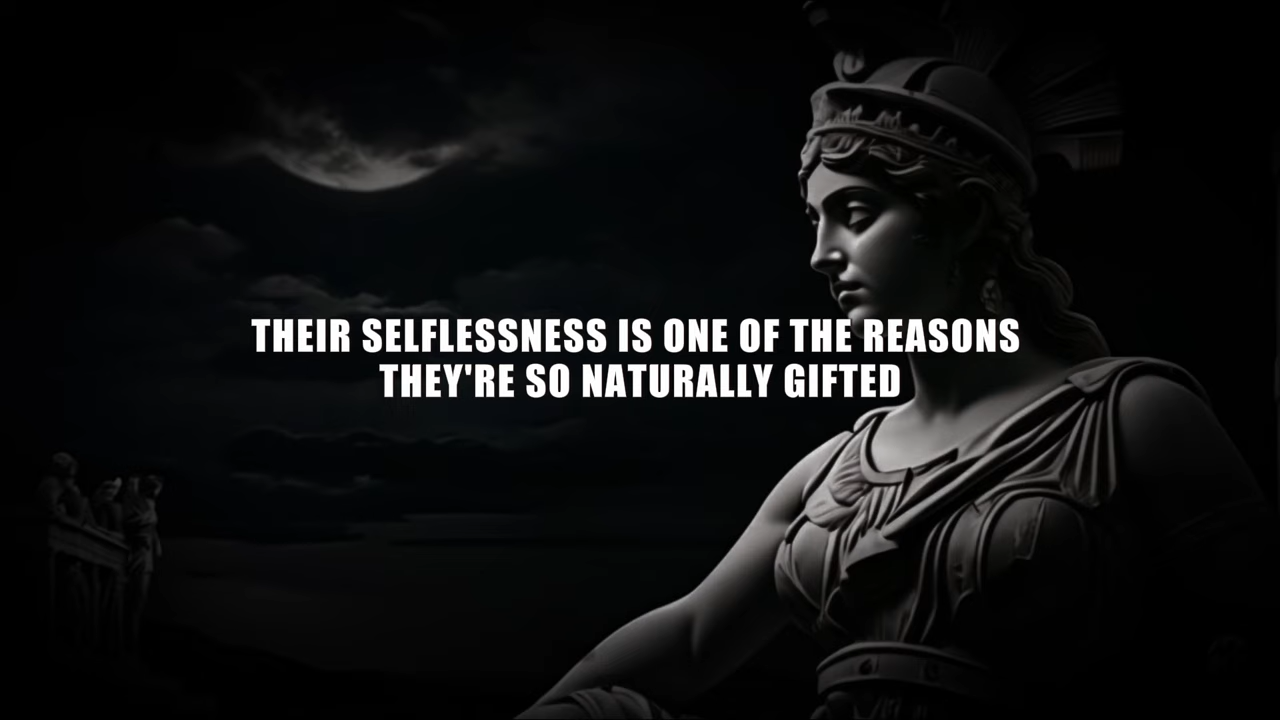 THEIR SELFLESSNESS IS ONE OF THE REASONS
THEY'RE SO NATURALLY GIFTED